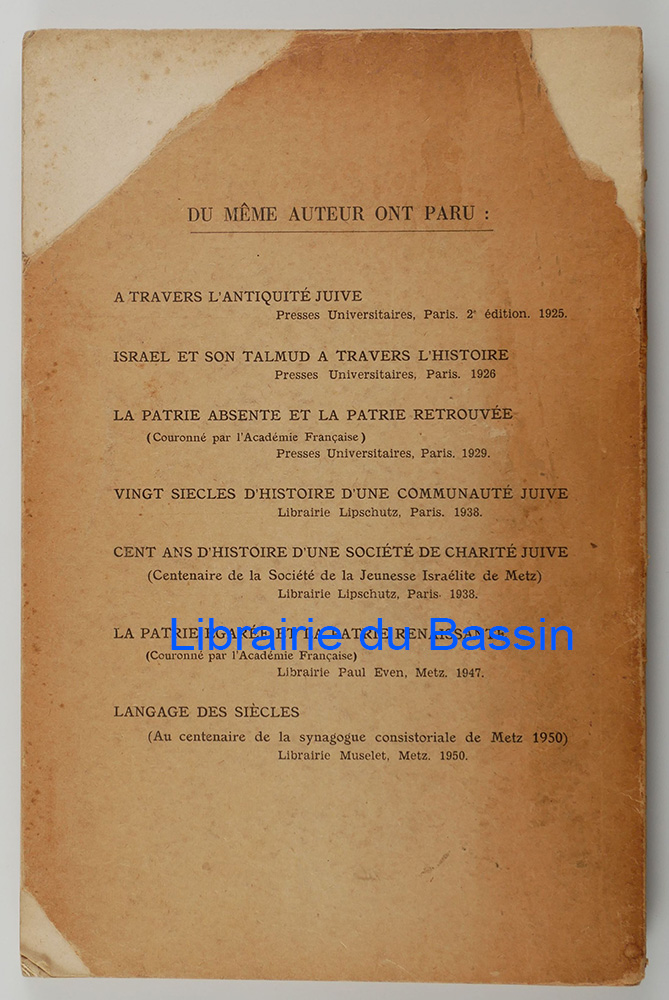 DU MÊME AUTEUR ONT PARU :
A TRAVERS L'ANTIQUITÉ JUIVE
Presses Universitaires, Paris. 2e édition. 1925.
ISRAEL ET SON TALMUD A TRAVERS L'HISTOIRE
Presses Universitaires, Paris. 1926
LA PATRIE ABSENTE ET LA PATRIE RETROUVÉE
(Couronné par l'Académie Française)
Presses Universitaires, Paris. 1929.
VINGT SIECLES D'HISTOIRE D'UNE COMMUNAUTÉ JUIVE
Librairie Lipschutz, Paris. 1938.
CENT ANS D'HISTOIRE D'UNE SOCIÉTÉ DE CHARITÉ JUIVE
(Centenaire de la Société de la Jeunesse Israélite de Metz)
Librairie Lipschutz, Paris. 1938.
LA PATRIE EGARÉE ET LA PATRIE RENAISSANTE
Librairie du Bassin
(Couronné par l'Académie Française)
Librairie Paul Even, Metz. 1947.
LANGAGE DES SIÈCLES
(Au centenaire de la synagogue consistoriale de Metz 1950)
Librairie Muselet, Metz. 1950.